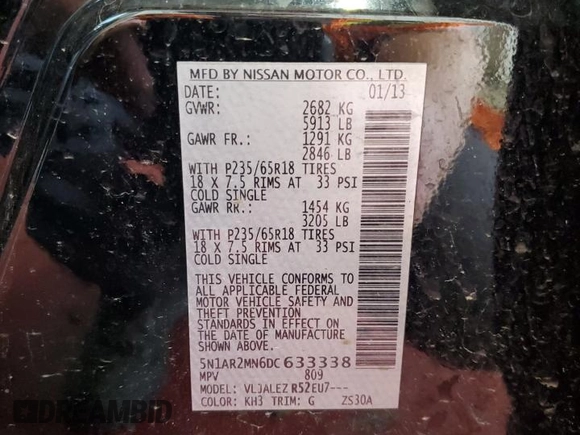 MFD BY NISSAN MOTOR CO., LTD.
DATE: 01/13
GVWR: 2682 KG
5913 LB
GAWR FR.: 1291 KG
2846 LB
WITH P235/65R18 TIRES
18 X 7.5 RIMS AT 33 PSI
COLD SINGLE
GAWR RR.: 1454 KG
3205 LB
WITH P235/65R18 TIRES
18 X 7.5 RIMS AT 33 PSI
COLD SINGLE
THIS VEHICLE CONFORMS TO
ALL APPLICABLE FEDERAL
MOTOR VEHICLE SAFETY AND
THEFT PREVENTION
STANDARDS IN EFFECT ON
THE DATE OF MANUFACTURE
SHOWN ABOVE.
5N1AR2MN6DC633338
MPV 809
MODEL: VLJALEZ R52EU7---
COLOR: KH3 TRIM: G ZS30A
DREAMBID